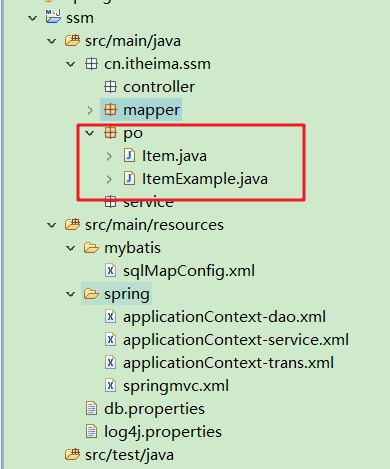 ssm
src/main/java
cn.itheima.ssm
controller
mapper
po
Item.java
ItemExample.java
service
src/main/resources
mybatis
sqlMapConfig.xml
spring
applicationContext-dao.xml
applicationContext-service.xml
applicationContext-trans.xml
springmvc.xml
db.properties
log4j.properties
src/test/java